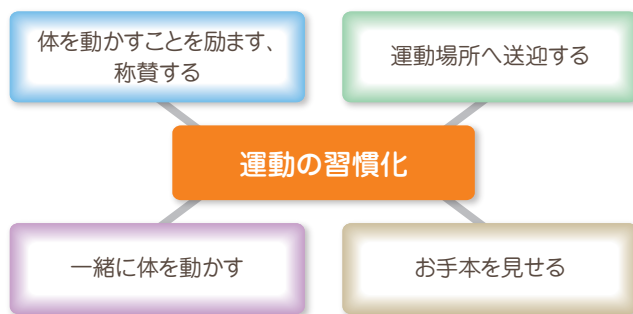 体を動かすことを励ます、
称賛する
運動場所へ送迎する
運動の習慣化
一緒に体を動かす
お手本を見せる